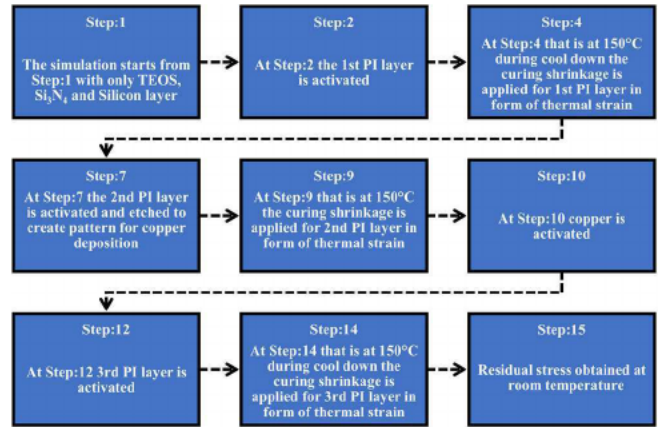 Step:1
The simulation starts from
Step:1 with only TEOS,
Si₃N₄ and Silicon layer
Step:2
At Step:2 the 1st PI layer
is activated
Step:4
At Step:4 that is at 150°C
during cool down the
curing shrinkage is
applied for 1st PI layer in
form of thermal strain
Step:7
At Step:7 the 2nd PI layer
is activated and etched to
create pattern for copper
deposition
Step:9
At Step:9 that is at 150°C
the curing shrinkage is
applied for 2nd PI layer in
form of thermal strain
Step:10
At Step:10 copper is
activated
Step:12
At Step:12 3rd PI layer is
activated
Step:14
At Step:14 that is at 150°C
during cool down the
curing shrinkage is
applied for 3rd PI layer in
form of thermal strain
Step:15
Residual stress obtained at
room temperature